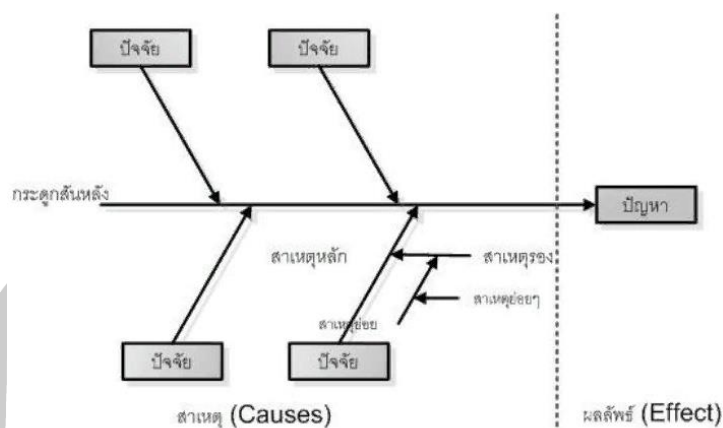 ปัจจัย
ปัจจัย
กระดูกสันหลัง
ปัญหา
สาเหตุหลัก
สาเหตุรอง
สาเหตุย่อยๆ
สาเหตุย่อย
ปัจจัย
ปัจจัย
สาเหตุ (Causes)
ผลลัพธ์ (Effect)